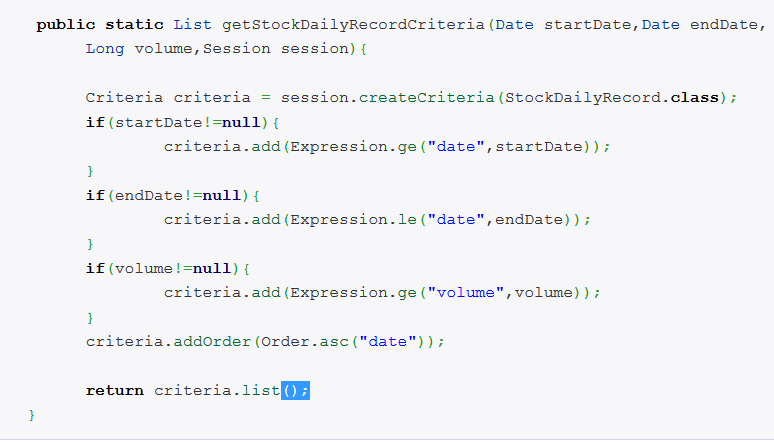 public static List getStockDailyRecordCriteria(Date startDate,Date endDate,
Long volume,Session session){
Criteria criteria = session.createCriteria(StockDailyRecord.class);
if(startDate!=null){
criteria.add(Expression.ge("date",startDate));
}
if(endDate!=null){
criteria.add(Expression.le("date",endDate));
}
if(volume!=null){
criteria.add(Expression.ge("volume",volume));
}
criteria.addOrder(Order.asc("date"));
return criteria.list();
}